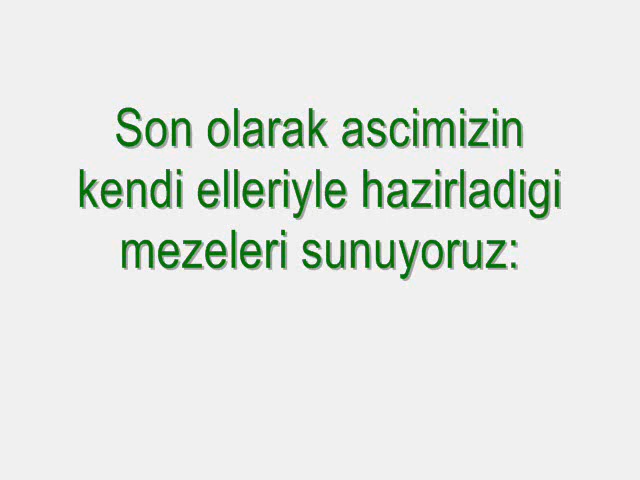 Son olarak ascimizin
kendi elleriyle hazirladigi
mezeleri sunuyoruz: